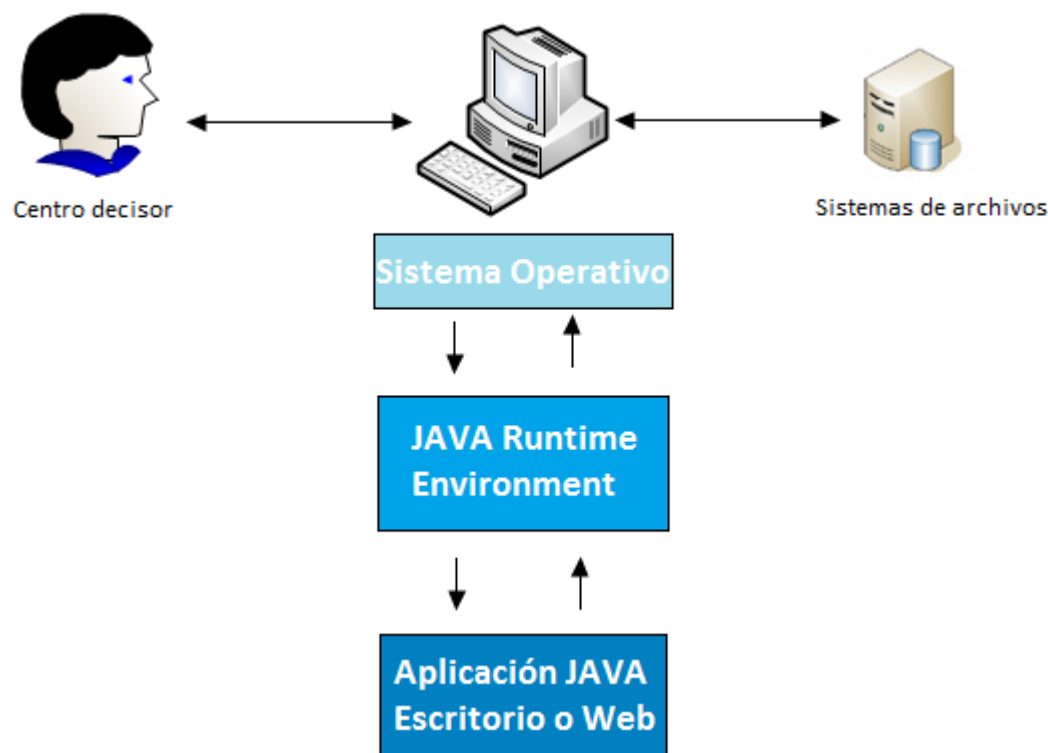 Centro decisor
Sistemas de archivos
Sistema Operativo
JAVA Runtime
Environment
Aplicación JAVA
Escritorio o Web